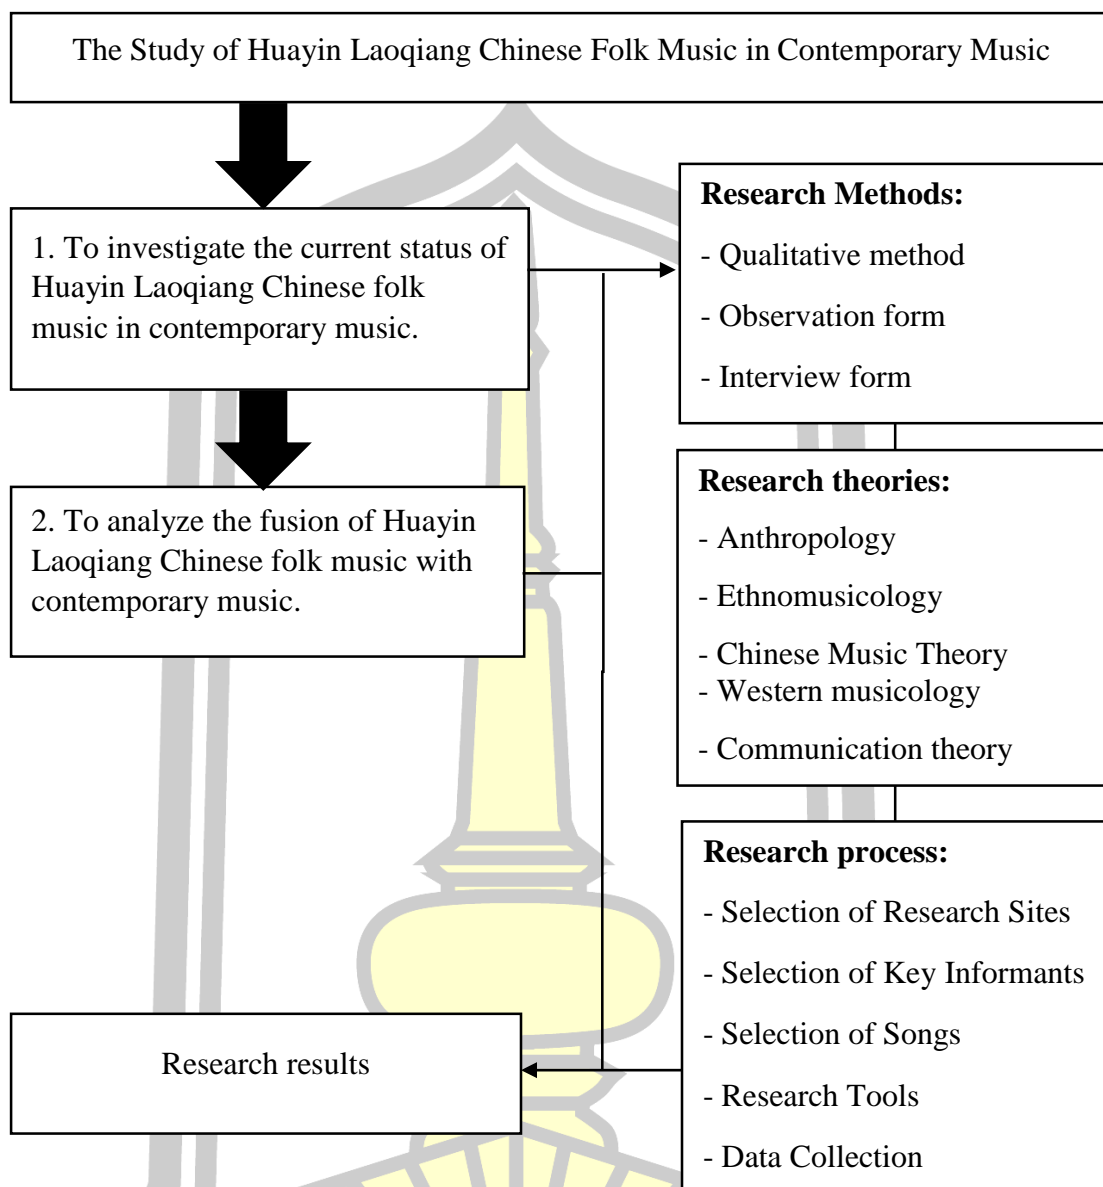 The Study of Huayin Laoqiang Chinese Folk Music in Contemporary Music
1. To investigate the current status of
Huayin Laoqiang Chinese folk
music in contemporary music.
2. To analyze the fusion of Huayin
Laoqiang Chinese folk music with
contemporary music.
Research results
Research Methods:
- Qualitative method
- Observation form
- Interview form
Research theories:
- Anthropology
- Ethnomusicology
- Chinese Music Theory
- Western musicology
- Communication theory
Research process:
- Selection of Research Sites
- Selection of Key Informants
- Selection of Songs
- Research Tools
- Data Collection